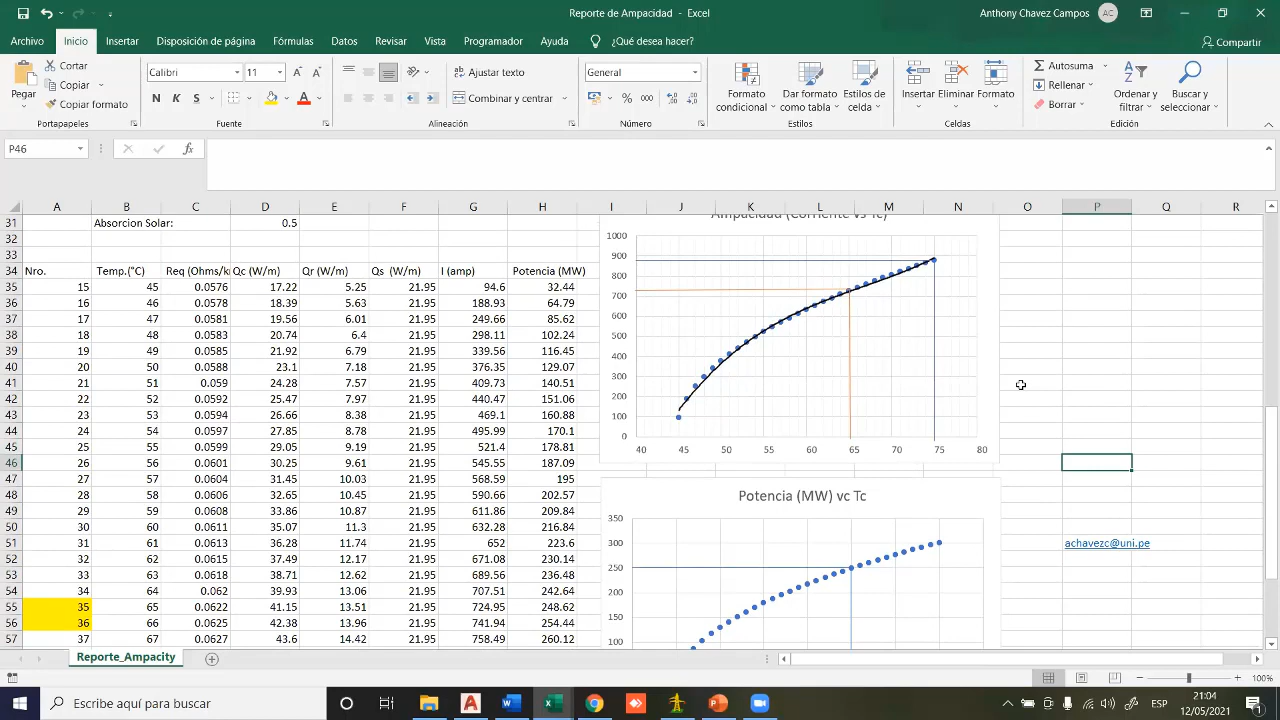 Reporte de Ampacidad - Excel
Anthony Chavez Campos AC
Archivo Inicio Insertar Disposición de página Fórmulas Datos Revisar Vista Programador Ayuda ¿Qué desea hacer? Compartir
Pegar
Cortar
Copiar
Copiar formato
Portapapeles
Calibri 11
N K S
Fuente
Ajustar texto
Combinar y centrar
Alineación
General
% 000
Número
Formato condicional
Dar formato como tabla
Estilos de celda
Estilos
Insertar Eliminar Formato
Celdas
Autosuma
Rellenar
Borrar
Ordenary filtrar
Buscar y seleccionar
Edición
P46 fx
A B C D E F G H I J K L M N O P Q R
31 Absorcion Solar: 0.5
32
33
34 Nro. Temp.(°C) Req (Ohms/k Qc (W/m) Qr (W/m) Qs (W/m) I (amp) Potencia (MW)
35 15 45 0.0576 17.22 5.25 21.95 94.6 32.44
36 16 46 0.0578 18.39 5.63 21.95 188.93 64.79
37 17 47 0.0581 19.56 6.01 21.95 249.66 85.62
38 18 48 0.0583 20.74 6.4 21.95 298.11 102.24
39 19 49 0.0585 21.92 6.79 21.95 339.56 116.45
40 20 50 0.0588 23.1 7.18 21.95 376.35 129.07
41 21 51 0.059 24.28 7.57 21.95 409.73 140.51
42 22 52 0.0592 25.47 7.97 21.95 440.47 151.06
43 23 53 0.0594 26.66 8.38 21.95 469.1 160.88
44 24 54 0.0597 27.85 8.78 21.95 495.99 170.1
45 25 55 0.0599 29.05 9.19 21.95 521.4 178.81
46 26 56 0.0601 30.25 9.61 21.95 545.55 187.09
47 27 57 0.0604 31.45 10.03 21.95 568.59 195
48 28 58 0.0606 32.65 10.45 21.95 590.66 202.57
49 29 59 0.0608 33.86 10.87 21.95 611.86 209.84
50 30 60 0.0611 35.07 11.3 21.95 632.28 216.84
51 31 61 0.0613 36.28 11.74 21.95 652 223.6
52 32 62 0.0615 37.49 12.17 21.95 671.08 230.14
53 33 63 0.0618 38.71 12.62 21.95 689.56 236.48
54 34 64 0.062 39.93 13.06 21.95 707.51 242.64
55 35 65 0.0622 41.15 13.51 21.95 724.95 248.62
56 36 66 0.0625 42.38 13.96 21.95 741.94 254.44
57 37 67 0.0627 43.6 14.42 21.95 758.49 260.12
Ampacidad (Corriente vs Tc)
1000
900
800
700
600
500
400
300
200
100
0
40 45 50 55 60 65 70 75 80
Potencia (MW) vc Tc
350
300
250
200
150
100
achavezc@uni.pe
Reporte_Ampacity
100%
Escribe aquí para buscar
ESP
21:04
12/05/2021